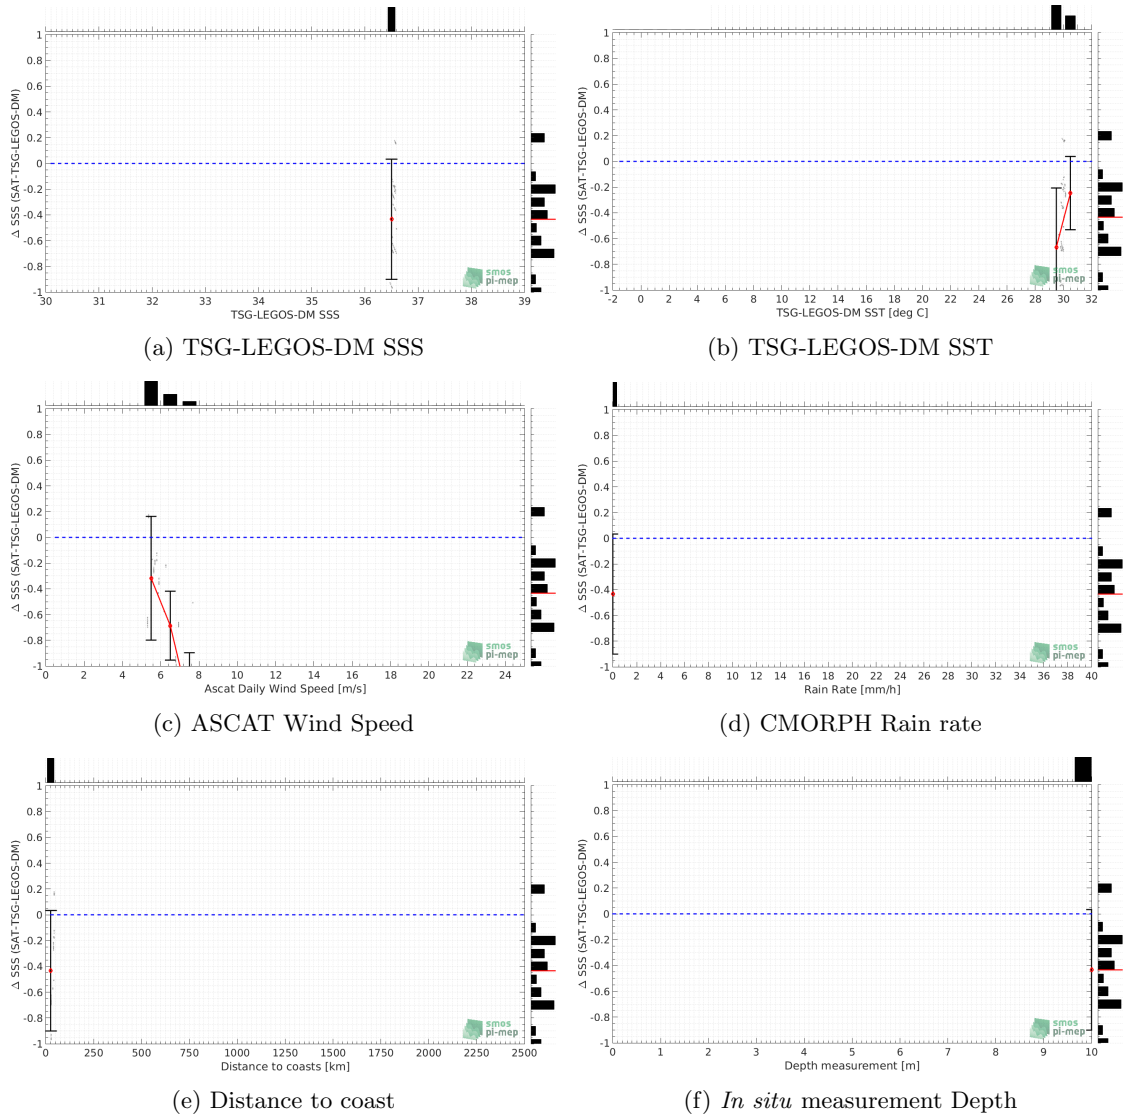 1
0.8
0.6
0.4
0.2
0
-0.2
-0.4
-0.6
-0.8
-1
Δ SSS (SAT-TSG-LEGOS-DM)
30 31 32 33 34 35 36 37 38 39
TSG-LEGOS-DM SSS
smos
pi-mep
(a) TSG-LEGOS-DM SSS
1
0.8
0.6
0.4
0.2
0
-0.2
-0.4
-0.6
-0.8
-1
Δ SSS (SAT-TSG-LEGOS-DM)
-2 0 2 4 6 8 10 12 14 16 18 20 22 24 26 28 30 32
TSG-LEGOS-DM SST [deg C]
smos
pi-mep
(b) TSG-LEGOS-DM SST
1
0.8
0.6
0.4
0.2
0
-0.2
-0.4
-0.6
-0.8
-1
Δ SSS (SAT-TSG-LEGOS-DM)
0 2 4 6 8 10 12 14 16 18 20 22 24
Ascat Daily Wind Speed [m/s]
smos
pi-mep
(c) ASCAT Wind Speed
1
0.8
0.6
0.4
0.2
0
-0.2
-0.4
-0.6
-0.8
-1
Δ SSS (SAT-TSG-LEGOS-DM)
0 2 4 6 8 10 12 14 16 18 20 22 24 26 28 30 32 34 36 38 40
Rain Rate [mm/h]
smos
pi-mep
(d) CMORPH Rain rate
1
0.8
0.6
0.4
0.2
0
-0.2
-0.4
-0.6
-0.8
-1
Δ SSS (SAT-TSG-LEGOS-DM)
0 250 500 750 1000 1250 1500 1750 2000 2250 2500
Distance to coasts [km]
smos
pi-mep
(e) Distance to coast
1
0.8
0.6
0.4
0.2
0
-0.2
-0.4
-0.6
-0.8
-1
Δ SSS (SAT-TSG-LEGOS-DM)
0 1 2 3 4 5 6 7 8 9 10
Depth measurement [m]
smos
pi-mep
(f) In situ measurement Depth